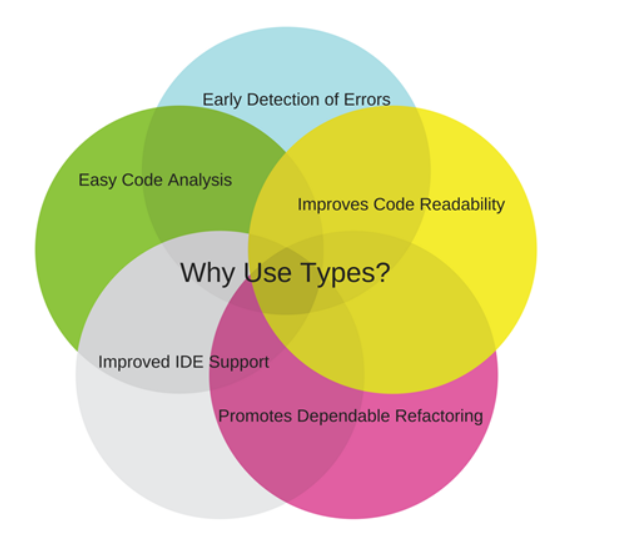 Early Detection of Errors
Easy Code Analysis
Improves Code Readability
Why Use Types?
Improved IDE Support
Promotes Dependable Refactoring